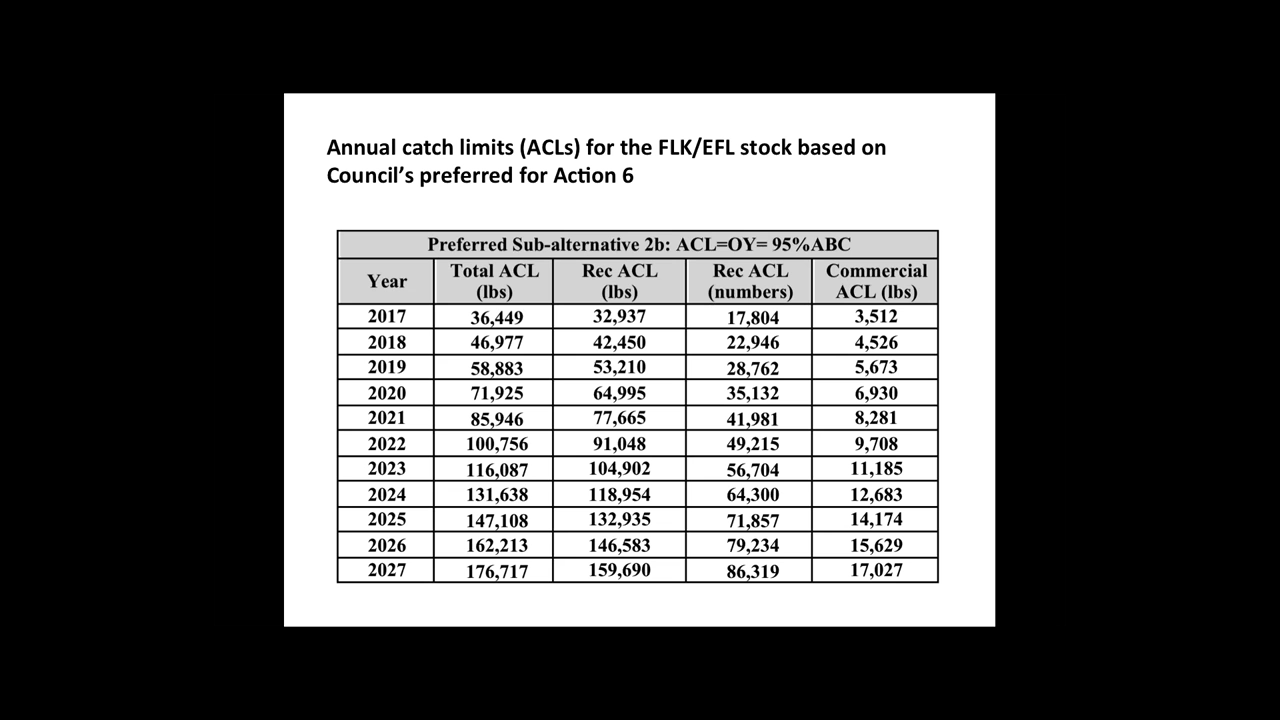 Annual catch limits (ACLs) for the FLK/EFL stock based on
Council’s preferred for Action 6
Preferred Sub-alternative 2b: ACL=OY= 95%ABC
Year Total ACL (lbs) Rec ACL (lbs) Rec ACL (numbers) Commercial ACL (lbs)
2017 36,449 32,937 17,804 3,512
2018 46,977 42,450 22,946 4,526
2019 58,883 53,210 28,762 5,673
2020 71,925 64,995 35,132 6,930
2021 85,946 77,665 41,981 8,281
2022 100,756 91,048 49,215 9,708
2023 116,087 104,902 56,704 11,185
2024 131,638 118,954 64,300 12,683
2025 147,108 132,935 71,857 14,174
2026 162,213 146,583 79,234 15,629
2027 176,717 159,690 86,319 17,027